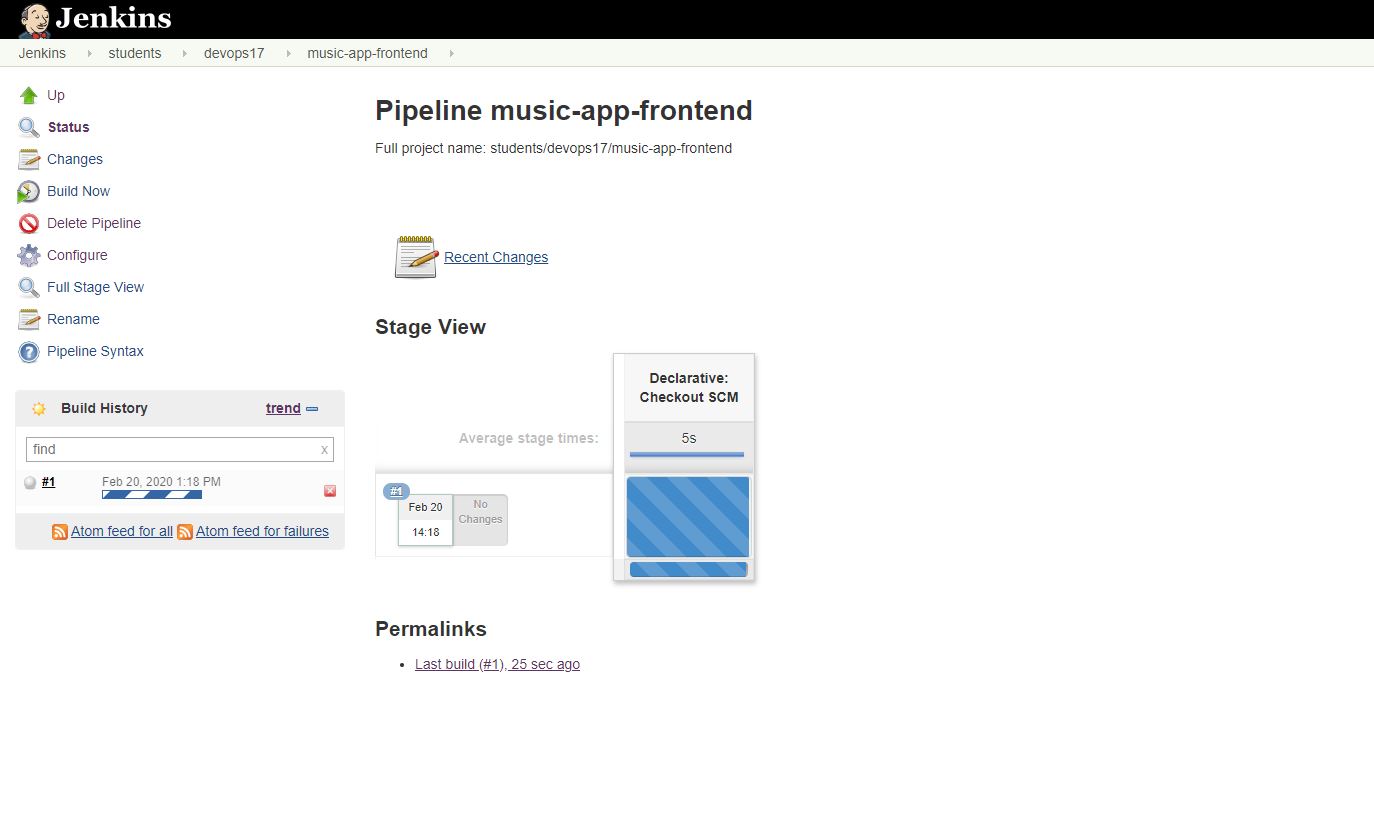 Jenkins
Jenkins students devops17 music-app-frontend
Up
Status
Changes
Build Now
Delete Pipeline
Configure
Full Stage View
Rename
Pipeline Syntax
Build History trend
find x
#1 Feb 20, 2020 1:18 PM
Atom feed for all Atom feed for failures
Pipeline music-app-frontend
Full project name: students/devops17/music-app-frontend
Recent Changes
Stage View
Declarative:
Checkout SCM
Average stage times: 5s
#1
Feb 20
14:18
No
Changes
Permalinks
Last build (#1), 25 sec ago